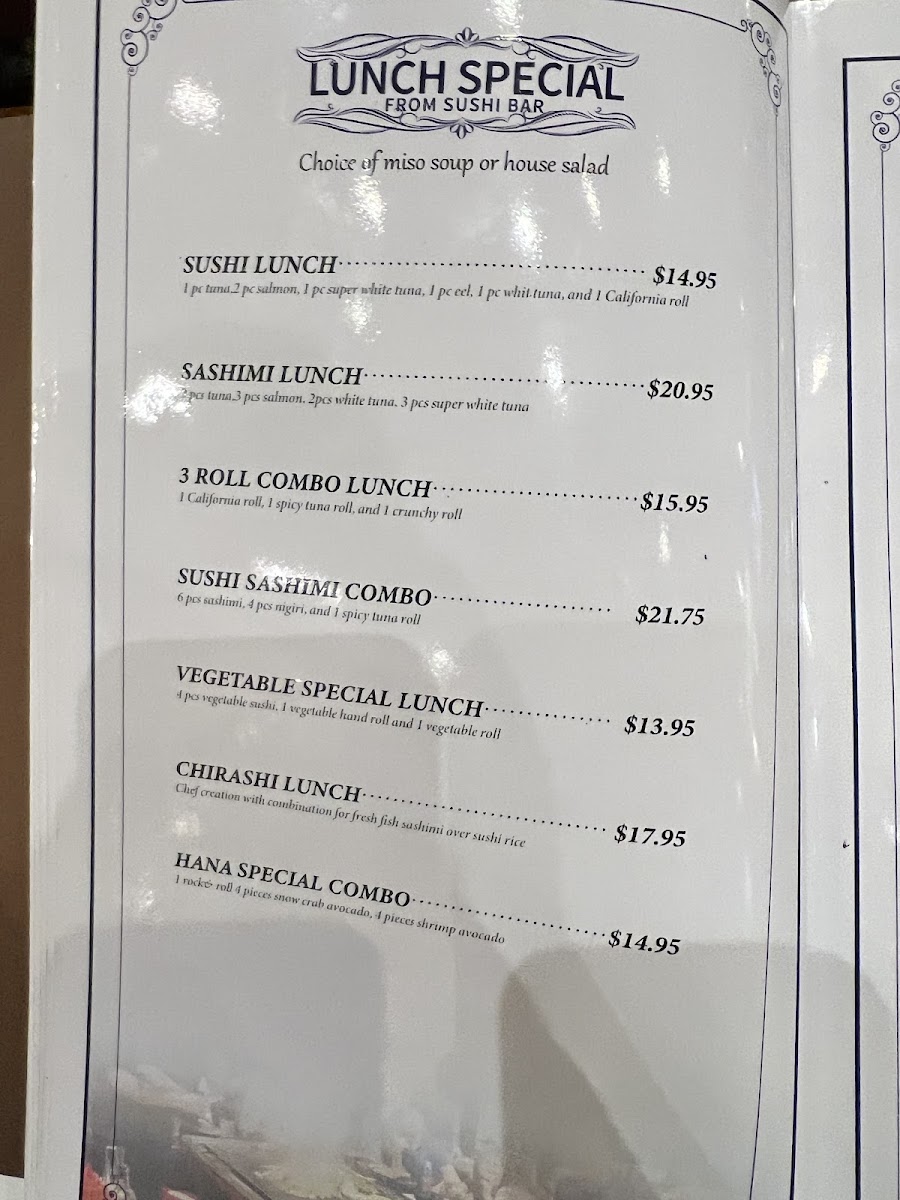 LUNCH SPECIAL
FROM SUSHI BAR
Choice of miso soup or house salad
SUSHI LUNCH ········ $14.95
1 pc tuna,2 pc salmon, 1 pc super white tuna, 1 pc eel, 1 pc whit tuna, and 1 California roll
SASHIMI LUNCH ········ $20.95
2 pcs tuna,3 pcs salmon, 2pcs white tuna, 3 pcs super white tuna
3 ROLL COMBO LUNCH ········ $15.95
1 California roll, 1 spicy tuna roll, and 1 crunchy roll
SUSHI SASHIMI COMBO ········ $21.75
6 pcs sashimi, 4 pcs nigiri, and 1 spicy tuna roll
VEGETABLE SPECIAL LUNCH ········ $13.95
4 pcs vegetable sushi, 1 vegetable hand roll and 1 vegetable roll
CHIRASHI LUNCH ········ $17.95
Chef creation with combination for fresh fish sashimi over sushi rice
HANA SPECIAL COMBO ········ $14.95
1 rock& roll 4 pieces snow crab avocado, 4 pieces shrimp avocado